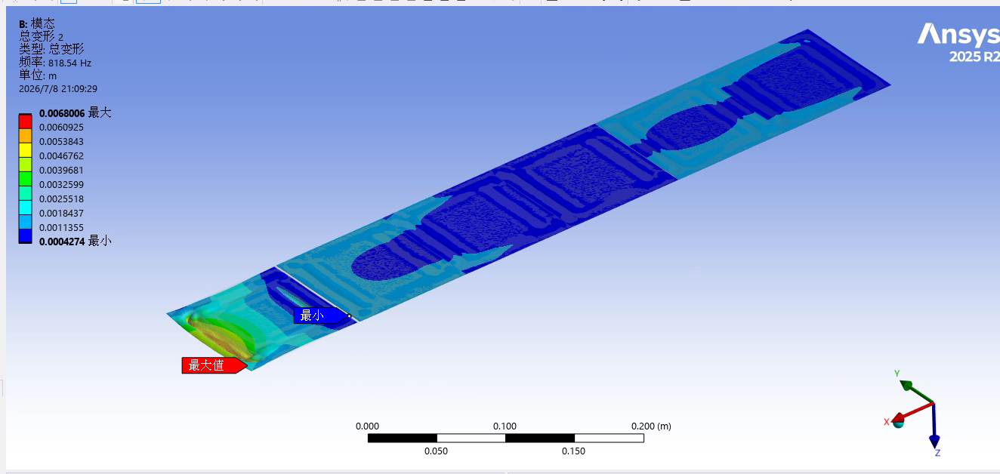 B: 模态
总变形 2
类型: 总变形
频率: 818.54 Hz
单位: m
2026/7/8 21:09:29
0.0068006 最大
0.0060925
0.0053843
0.0046762
0.0039681
0.0032599
0.0025518
0.0018437
0.0011355
0.0004274 最小
Ansys
2025 R2
最小
最大值
0.000
0.100
0.200 (m)
0.050
0.150
Y
X
Z